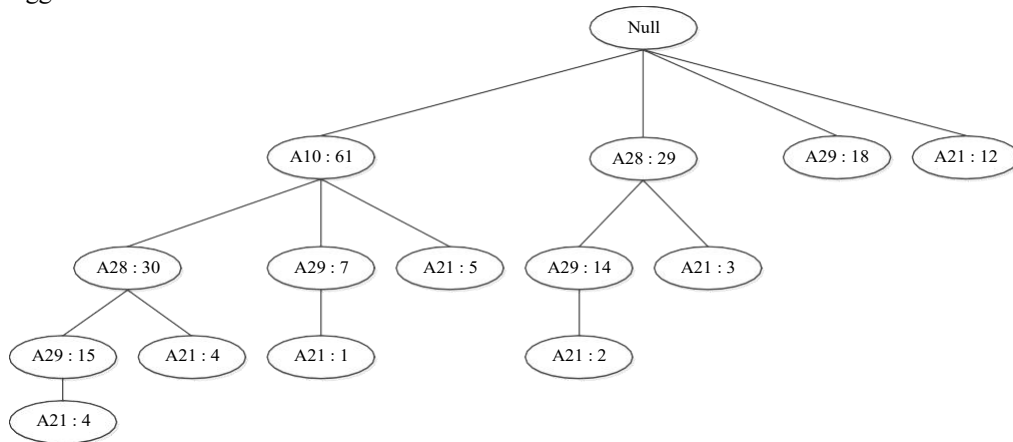 Null
A10 : 61
A28 : 29
A29 : 18
A21 : 12
A28 : 30
A29 : 7
A21 : 5
A29 : 14
A21 : 3
A29 : 15
A21 : 4
A21 : 1
A21 : 2
A21 : 4